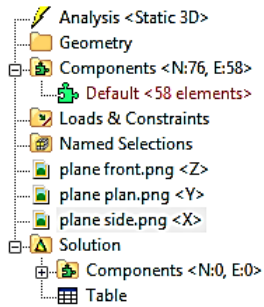 Analysis <Static 3D>
Geometry
Components <N:76, E:58>
Default <58 elements>
Loads & Constraints
Named Selections
plane front.png <Z>
plane plan.png <Y>
plane side.png <X>
Solution
Components <N:0, E:0>
Table